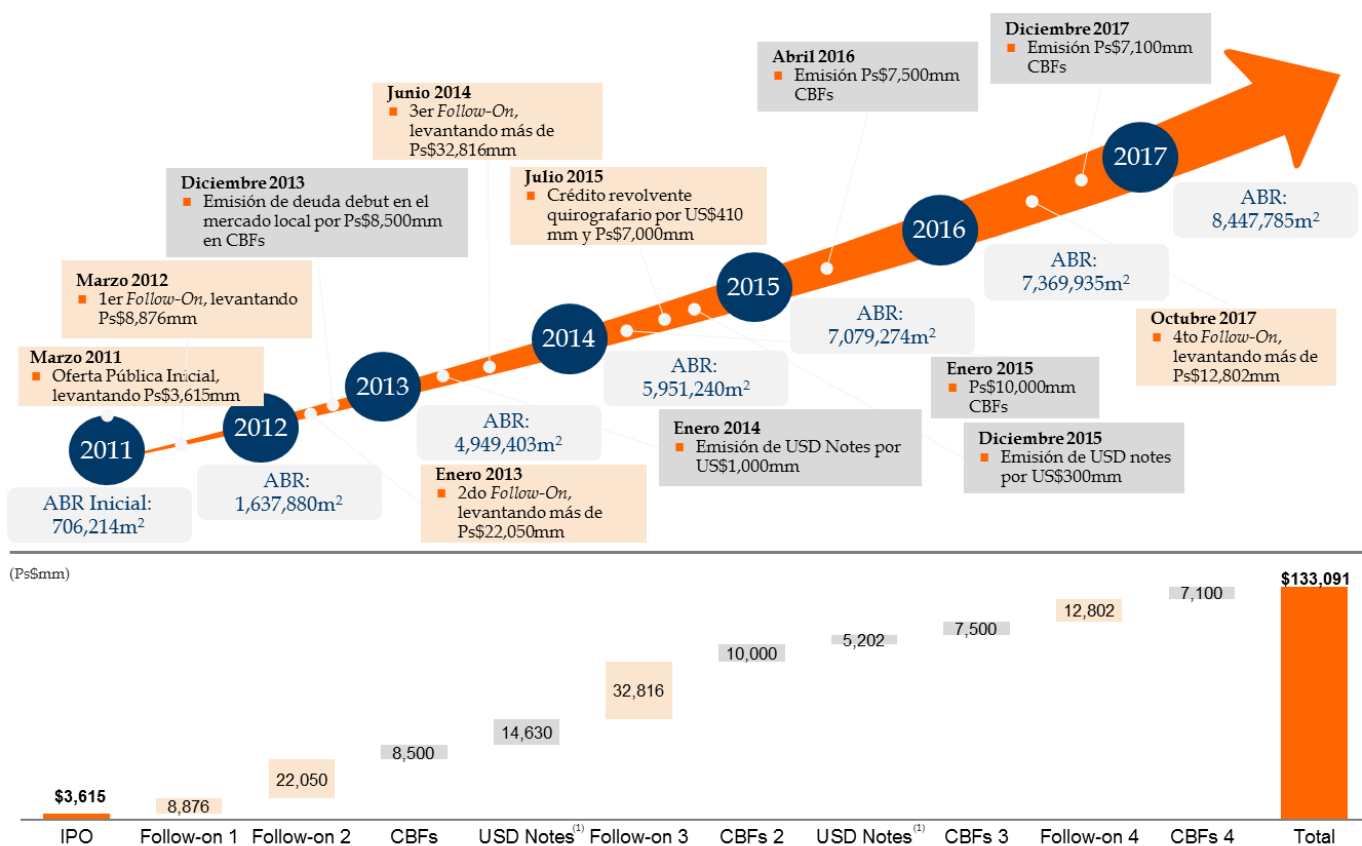 Diciembre 2017
■ Emisión Ps$7,100mm
CBFs
Abril 2016
■ Emisión Ps$7,500mm
CBFs
Junio 2014
■ 3er Follow-On,
levantando más de
Ps$32,816mm
Julio 2015
■ Crédito revolvente
quirografario por US$410
mm y Ps$7,000mm
Diciembre 2013
■ Emisión de deuda debut en el
mercado local por Ps$8,500mm
en CBFs
Marzo 2012
■ 1er Follow-On, levantando
Ps$8,876mm
Marzo 2011
■ Oferta Pública Inicial,
levantando Ps$3,615mm
2011
2012
2013
2014
2015
2016
2017
ABR Inicial:
706,214m²
ABR:
1,637,880m²
ABR:
4,949,403m²
ABR:
5,951,240m²
ABR:
7,079,274m²
ABR:
7,369,935m²
ABR:
8,447,785m²
Enero 2013
■ 2do Follow-On,
levantando más de
Ps$22,050mm
Enero 2014
■ Emisión de USD Notes por
US$1,000mm
Enero 2015
■ Ps$10,000mm
CBFs
Diciembre 2015
■ Emisión de USD notes
por US$300mm
Octubre 2017
■ 4to Follow-On,
levantando más de
Ps$12,802mm
(Ps$mm)
$3,615
8,876
22,050
8,500
14,630
32,816
10,000
5,202
7,500
12,802
7,100
$133,091
IPO
Follow-on 1
Follow-on 2
CBFs
USD Notes(1)
Follow-on 3
CBFs 2
USD Notes(1)
CBFs 3
Follow-on 4
CBFs 4
Total